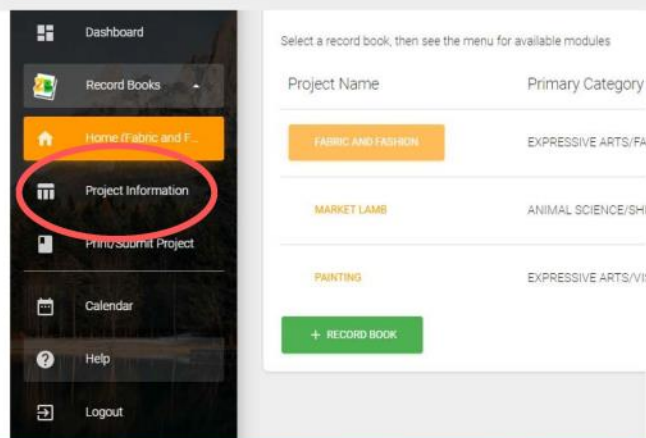 Dashboard
Record Books
Home (Fabric and F...
Project Information
Print/Submit Project
Calendar
Help
Logout
Select a record book, then see the menu for available modules
Project Name Primary Category
FABRIC AND FASHION EXPRESSIVE ARTS/FA
MARKET LAMB ANIMAL SCIENCE/SHE
PAINTING EXPRESSIVE ARTS/VIS
+ RECORD BOOK